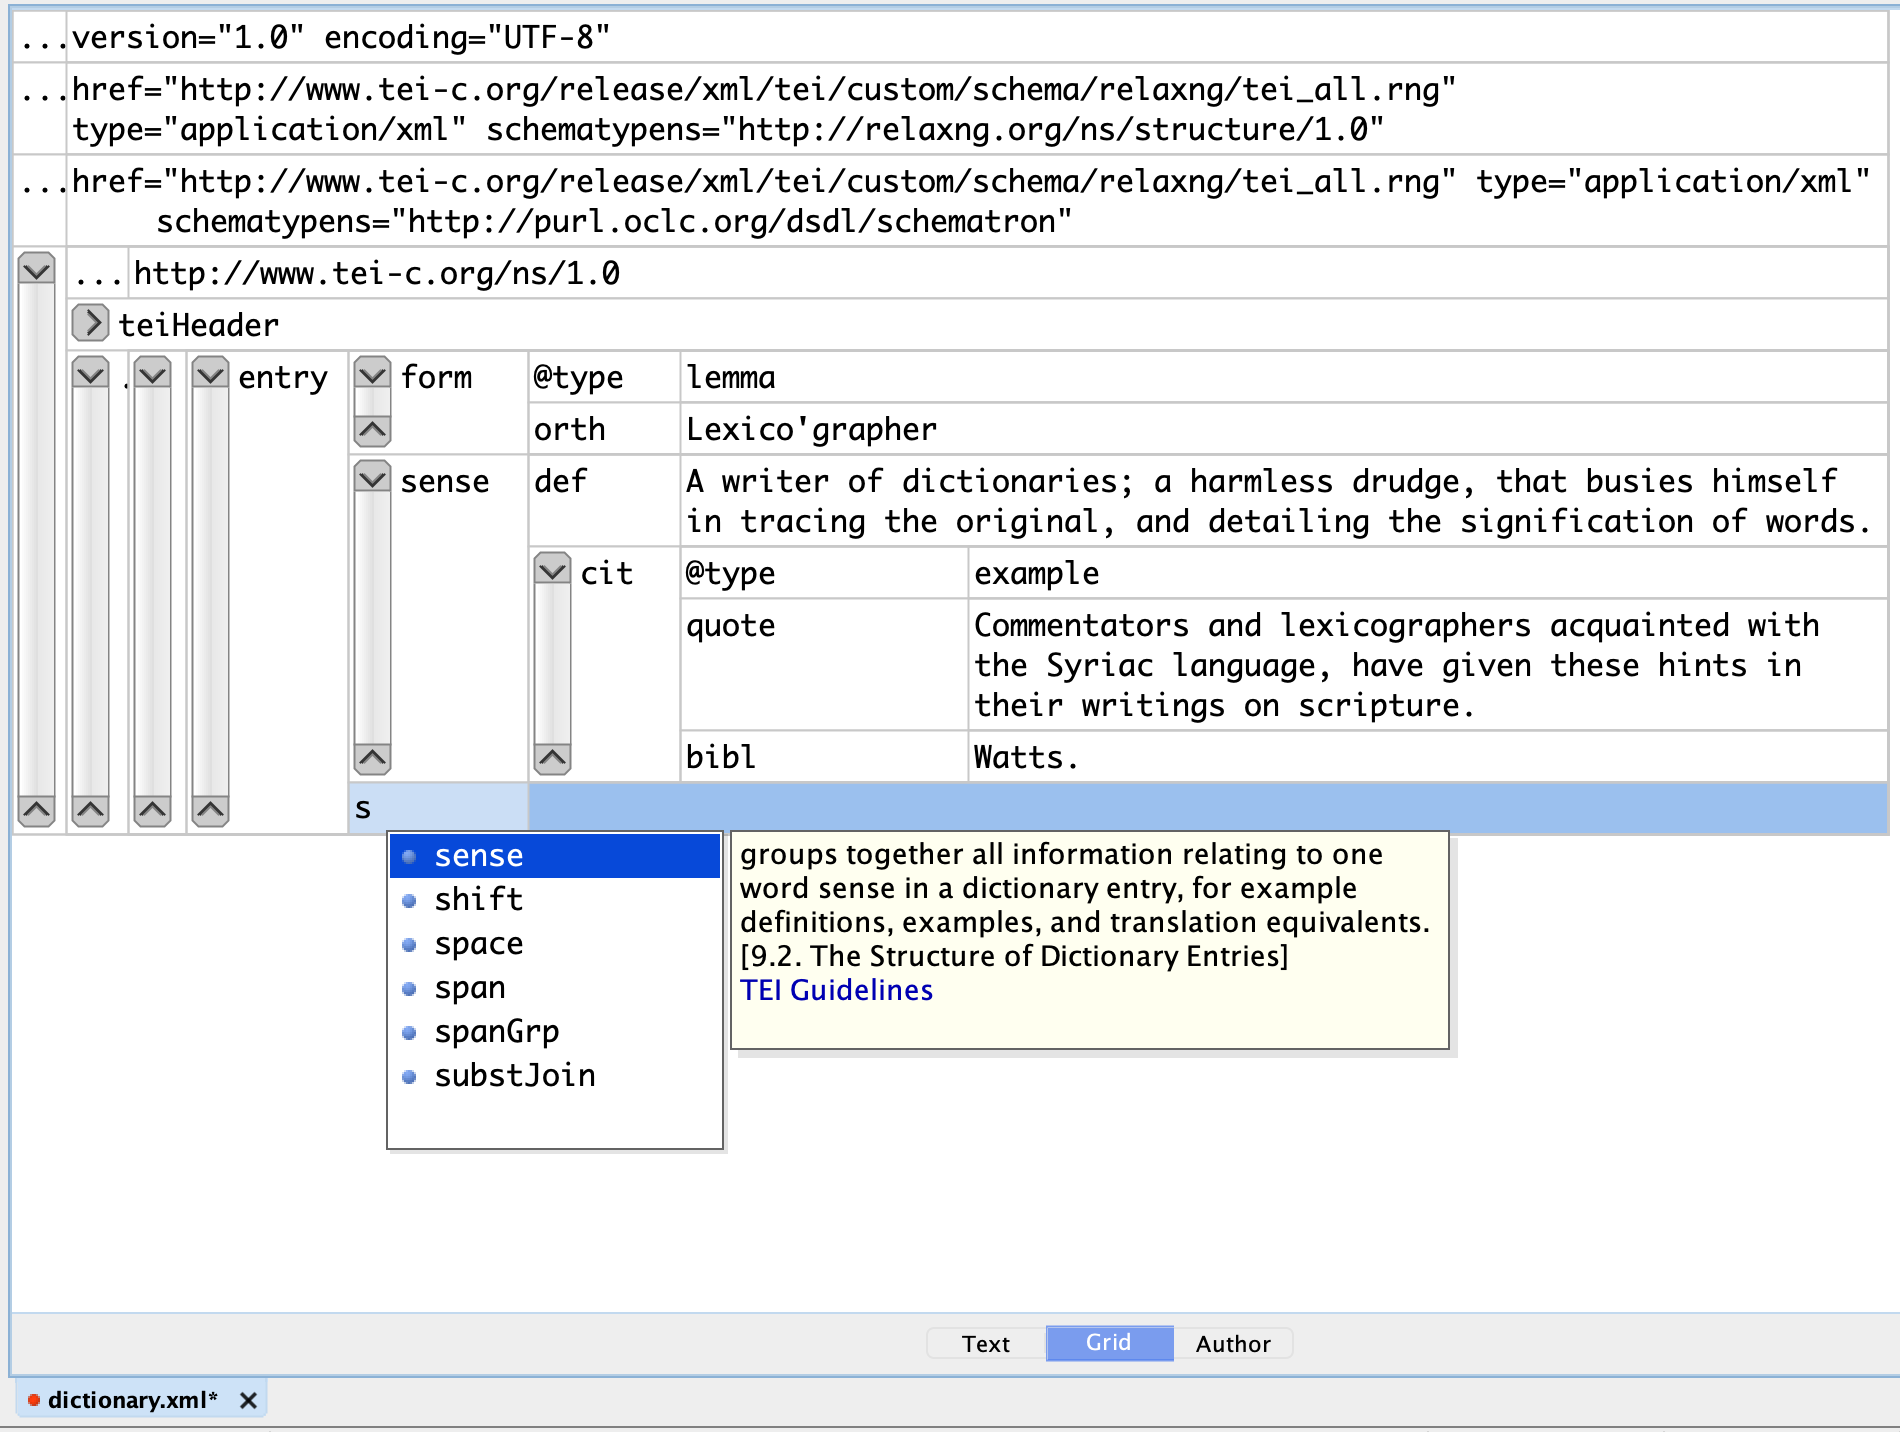 ...version="1.0" encoding="UTF-8"
...href="http://www.tei-c.org/release/xml/tei/custom/schema/relaxng/tei_all.rng"
type="application/xml" schematypens="http://relaxng.org/ns/structure/1.0"
...href="http://www.tei-c.org/release/xml/tei/custom/schema/relaxng/tei_all.rng" type="application/xml"
schematypens="http://purl.oclc.org/dsdl/schematron"
...http://www.tei-c.org/ns/1.0
teiHeader
. entry form @type lemma
orth Lexico'grapher
sense def A writer of dictionaries; a harmless drudge, that busies himself
in tracing the original, and detailing the signification of words.
cit @type example
quote Commentators and lexicographers acquainted with
the Syriac language, have given these hints in
their writings on scripture.
bibl Watts.
s
sense
shift
space
span
spanGrp
substJoin
groups together all information relating to one
word sense in a dictionary entry, for example
definitions, examples, and translation equivalents.
[9.2. The Structure of Dictionary Entries]
TEI Guidelines
Text Grid Author
dictionary.xml*